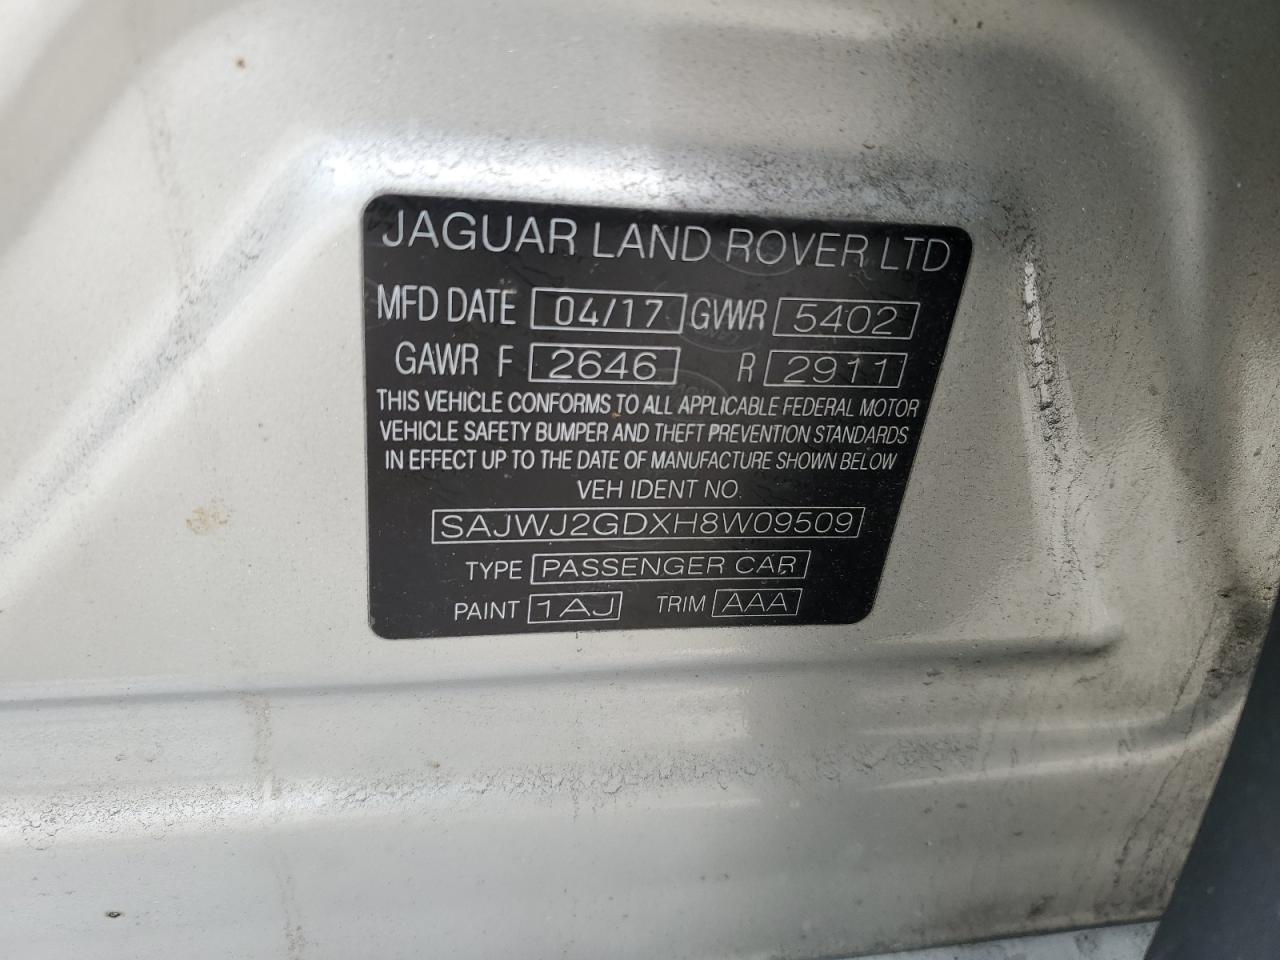 JAGUAR LAND ROVER LTD
MFD DATE 04/17 GVWR 5402
GAWR F 2646 R 2911
THIS VEHICLE CONFORMS TO ALL APPLICABLE FEDERAL MOTOR
VEHICLE SAFETY BUMPER AND THEFT PREVENTION STANDARDS
IN EFFECT UP TO THE DATE OF MANUFACTURE SHOWN BELOW
VEH IDENT NO.
SAJWJ2GDXH8W09509
TYPE PASSENGER CAR
PAINT 1AJ TRIM AAA